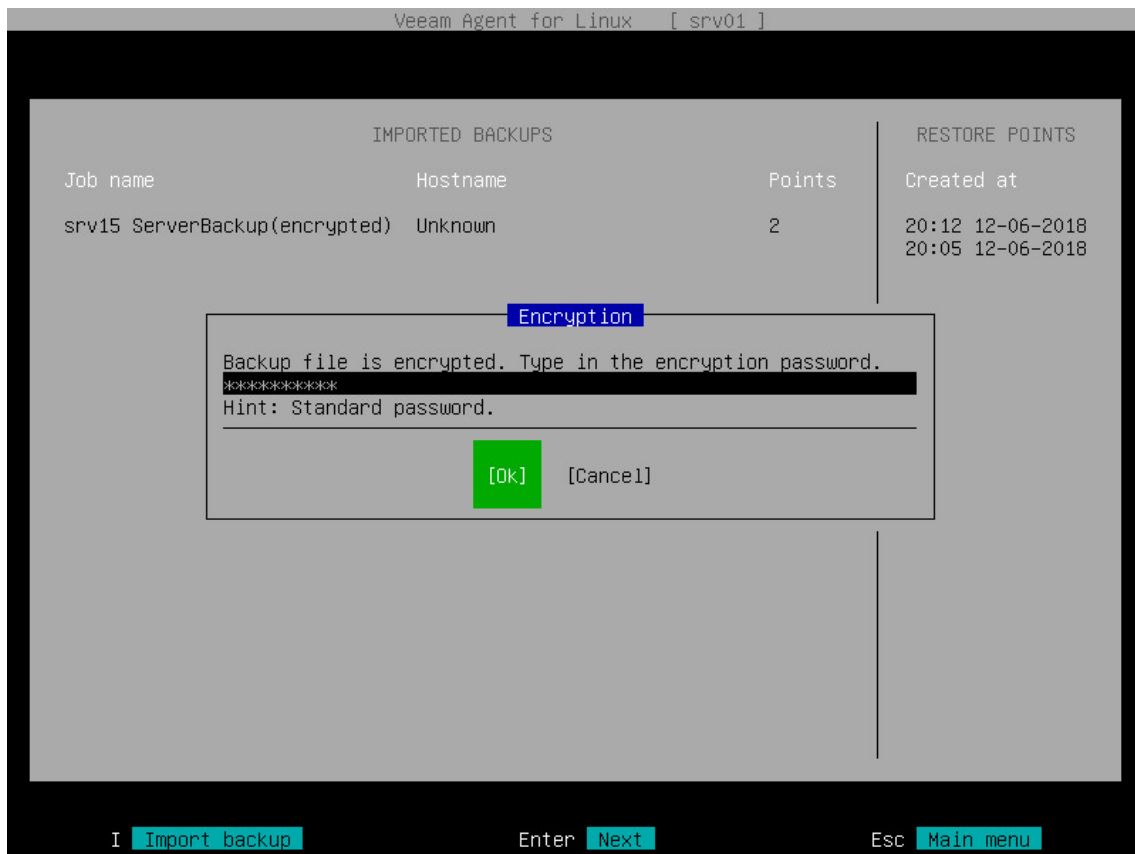 Veeam Agent for Linux [ srv01 ]
IMPORTED BACKUPS
RESTORE POINTS
Job name Hostname Points Created at
srv15 ServerBackup(encrypted) Unknown 2 20:12 12-06-2018
20:05 12-06-2018
Encryption
Backup file is encrypted. Type in the encryption password.
**********
Hint: Standard password.
[Ok] [Cancel]
I Import backup Enter Next Esc Main menu